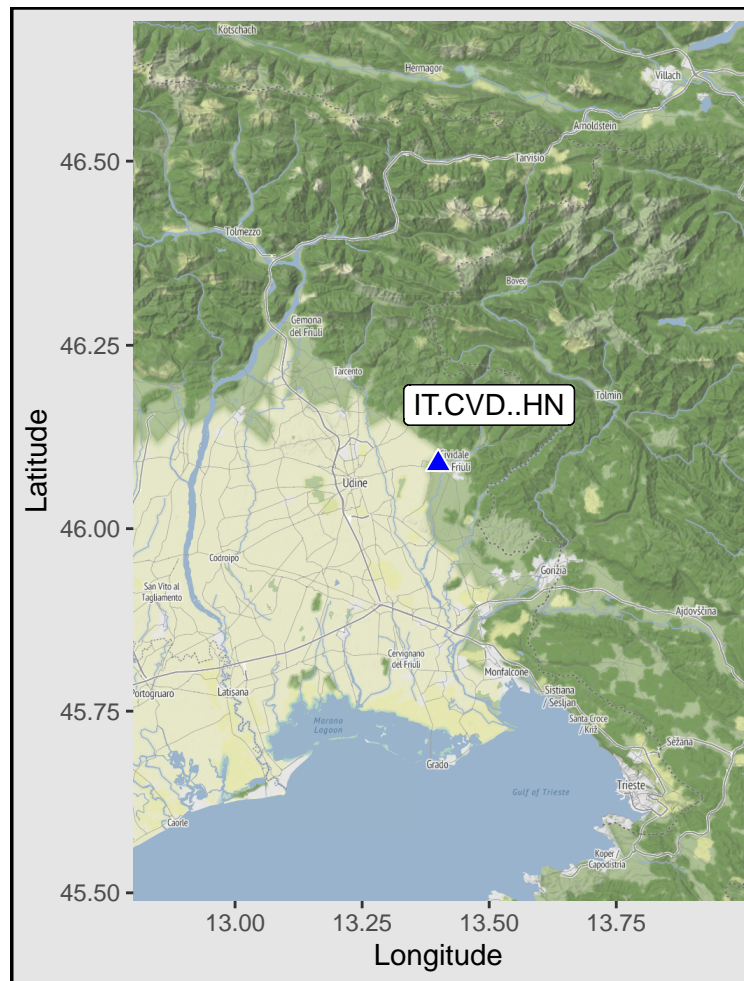 Kötschach
Hermagor
Villach
Arnoldstein
Tarvisio
46.50
Tolmezzo
Bovec
Gemona
del Friuli
46.25
Tarcento
Tolmin
IT.CVD..HN
Cividale
Friuli
Udine
Latitude
46.00
Codroipo
Gorizia
San Vito al
Tagliamento
Ajdovščina
Cervignano
del Friuli
Monfalcone
Portogruaro
Latisana
Sistiana
/ Sesljan
45.75
Marano
Lagoon
Santa Croce
/ Križ
Sežana
Grado
Gulf of Trieste
Trieste
Caorle
Koper /
Capodistria
45.50
13.00
13.25
13.50
13.75
Longitude